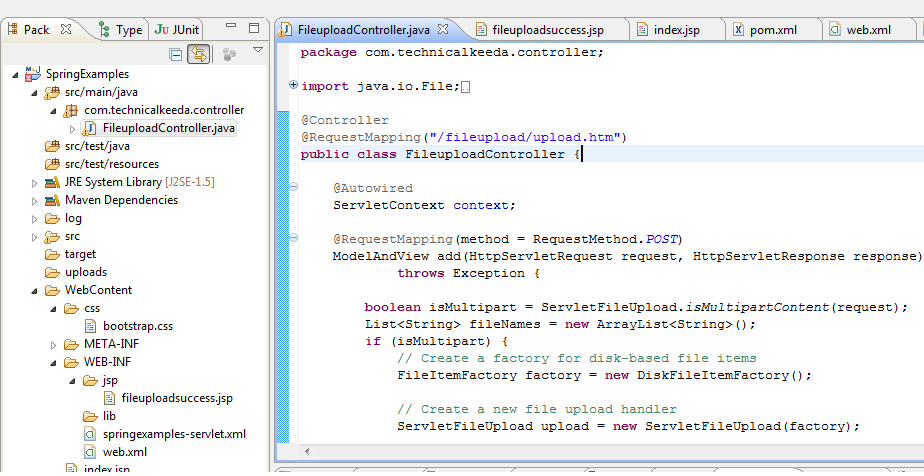 Pack Type JUnit
SpringExamples
src/main/java
com.technicalkeeda.controller
FileuploadController.java
src/test/java
src/test/resources
JRE System Library [J2SE-1.5]
Maven Dependencies
log
src
target
uploads
WebContent
css
bootstrap.css
META-INF
WEB-INF
jsp
fileuploadsuccess.jsp
lib
springexamples-servlet.xml
web.xml
index.jsp
FileuploadController.java fileuploadsuccess.jsp index.jsp pom.xml web.xml
package com.technicalkeeda.controller;
import java.io.File;
@Controller
@RequestMapping("/fileupload/upload.htm")
public class FileuploadController {
@Autowired
ServletContext context;
@RequestMapping(method = RequestMethod.POST)
ModelAndView add(HttpServletRequest request, HttpServletResponse response)
throws Exception {
boolean isMultipart = ServletFileUpload.isMultipartContent(request);
List<String> fileNames = new ArrayList<String>();
if (isMultipart) {
// Create a factory for disk-based file items
FileItemFactory factory = new DiskFileItemFactory();
// Create a new file upload handler
ServletFileUpload upload = new ServletFileUpload(factory);